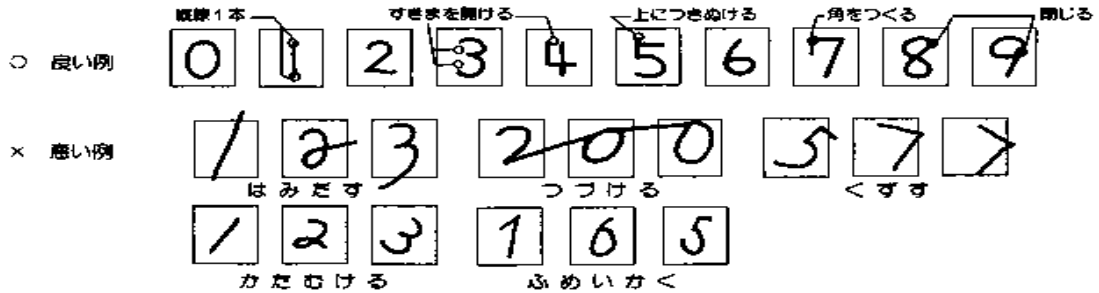 縦線1本 すきまを開ける 上につきぬける 角をつくる 閉じる
○ 良い例 0 1 2 3 4 5 6 7 8 9
× 悪い例 1 2 3 2 0 0 5 7 7
はみだす つづける くずす
1 2 3 1 6 5
かたむける ふめいかく